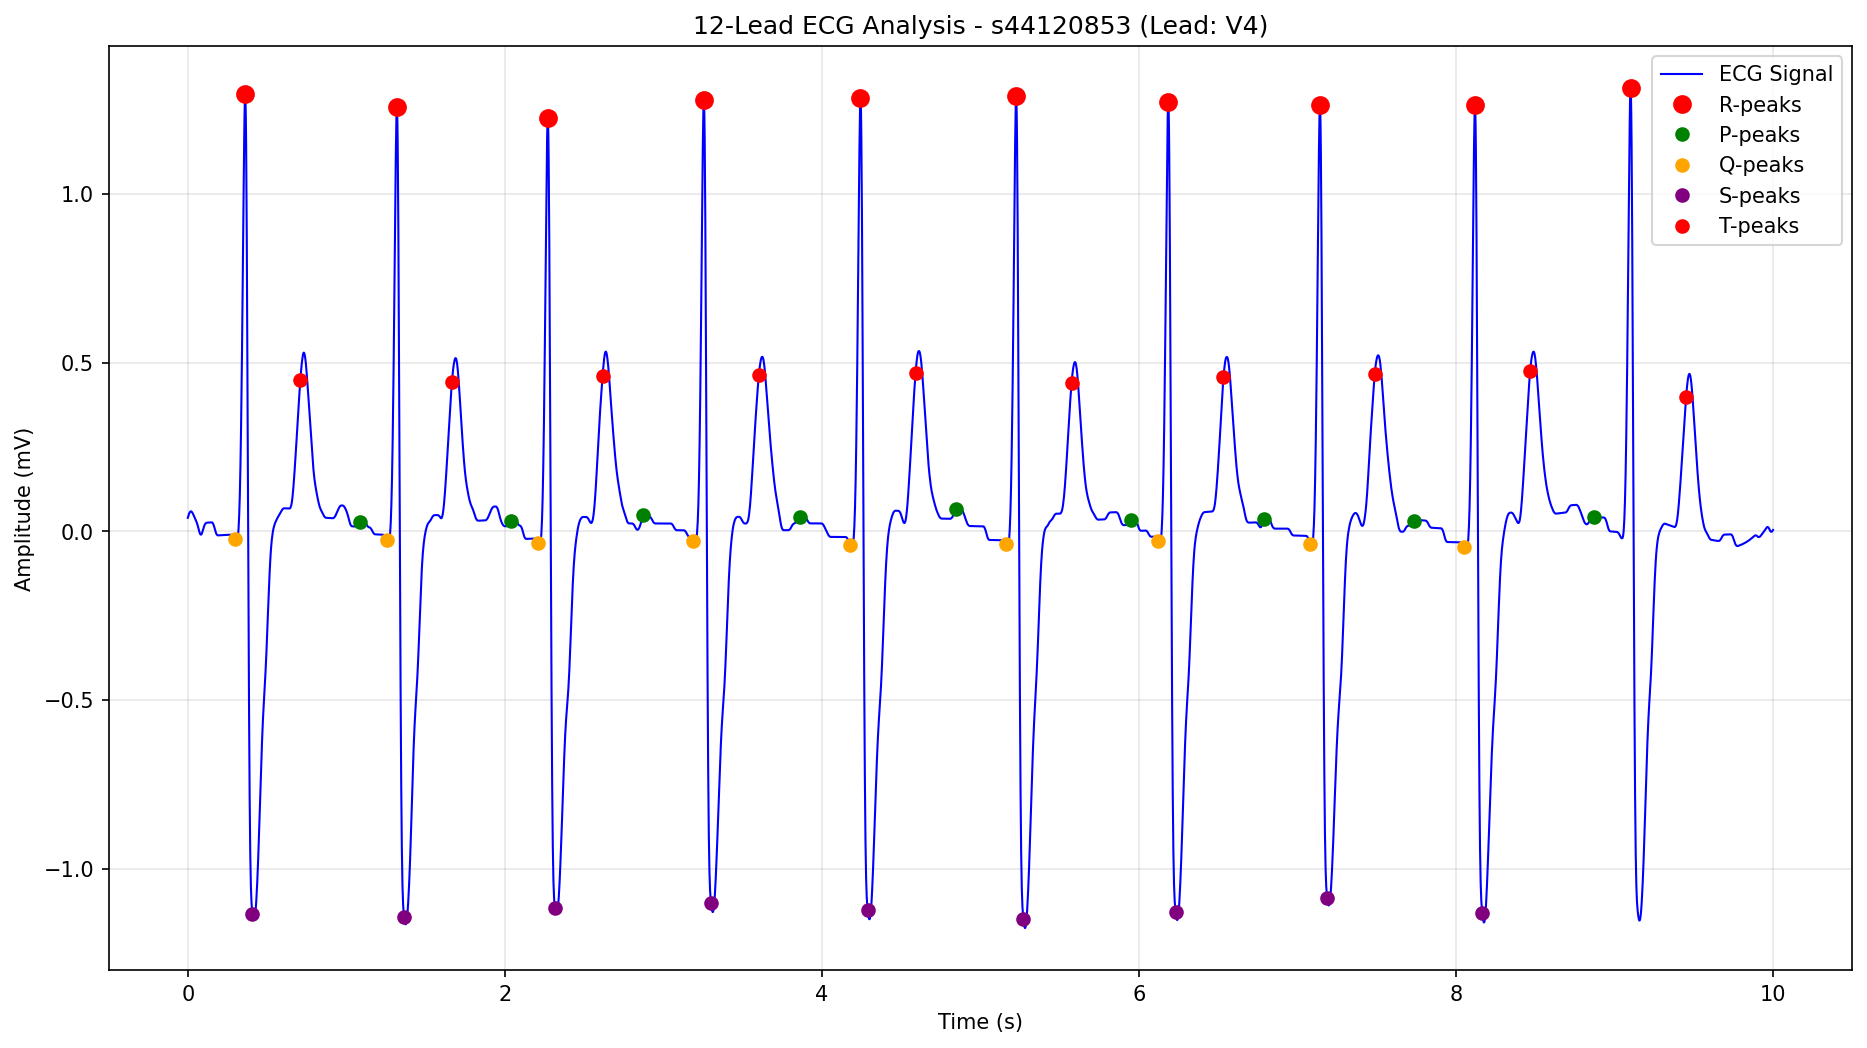 12-Lead ECG Analysis - s44120853 (Lead: V4)
ECG Signal
R-peaks
P-peaks
Q-peaks
S-peaks
T-peaks
Amplitude (mV)
1.0
0.5
0.0
−0.5
−1.0
0 2 4 6 8 10
Time (s)